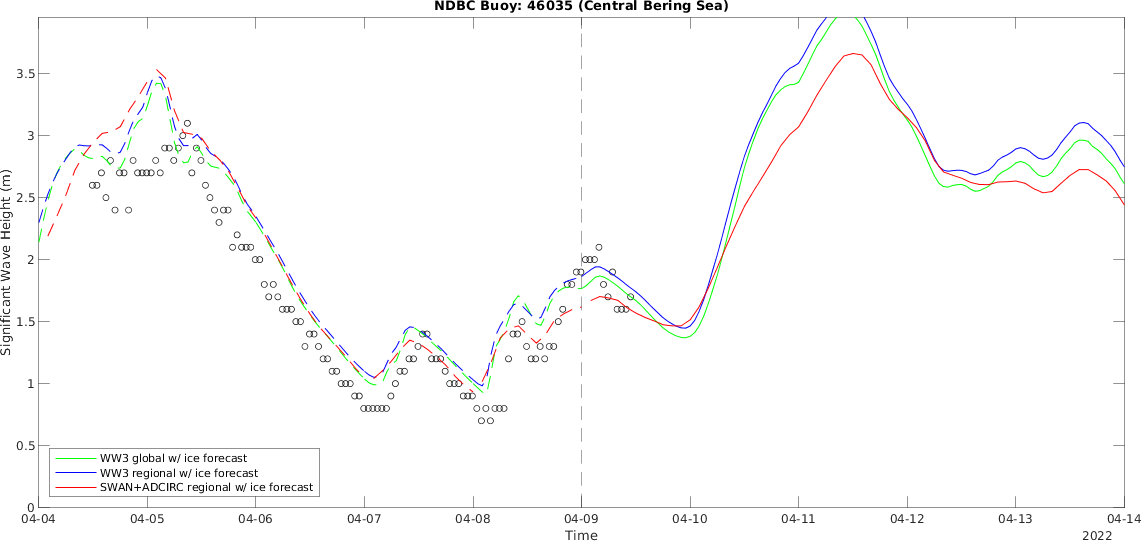 NDBC Buoy: 46035 (Central Bering Sea)
Significant Wave Height (m)
3.5
3
2.5
2
1.5
1
0.5
0
WW3 global w/ ice forecast
WW3 regional w/ ice forecast
SWAN+ADCIRC regional w/ ice forecast
04-04 04-05 04-06 04-07 04-08 04-09 04-10 04-11 04-12 04-13 04-14
Time
2022